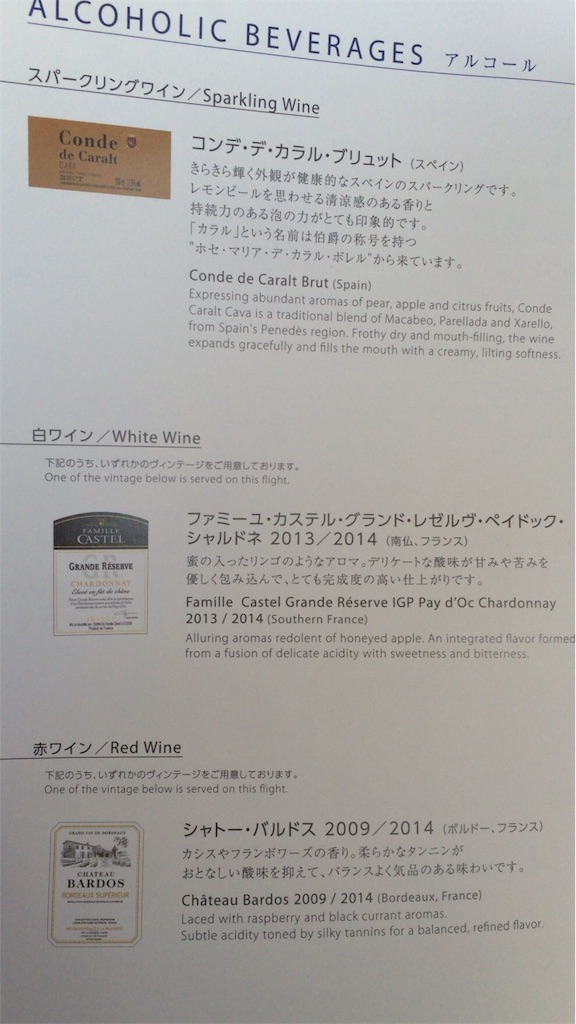 ALCOHOLIC BEVERAGES アルコール
スパークリングワイン／Sparkling Wine
Conde
de Caralt
CAVA
コンデ・デ・カラル・ブリュット（スペイン）
きらきら輝く外観が健康的なスペインのスパークリングです。
レモンピールを思わせる清涼感のある香りと
持続力のある泡の力がとても印象的です。
「カラル」という名前は伯爵の称号を持つ
"ホセ・マリア・デ・カラル・ボレル"から来ています。
Conde de Caralt Brut (Spain)
Expressing abundant aromas of pear, apple and citrus fruits, Conde
Caralt Cava is a traditional blend of Macabeo, Parellada and Xarello,
from Spain's Penedès region. Frothy dry and mouth-filling, the wine
expands gracefully and fills the mouth with a creamy, lilting softness.
白ワイン／White Wine
下記のうち、いずれかのヴィンテージをご用意しております。
One of the vintage below is served on this flight.
FAMILLE
CASTEL
GR
GRANDE RÉSERVE
CHARDONNAY
Elevé en fût de chêne
ファミーユ・カステル・グランド・レゼルヴ・ペイドック・
シャルドネ 2013／2014（南仏、フランス）
蜜の入ったリンゴのようなアロマ。デリケートな酸味が甘みや苦みを
優しく包み込んで、とても完成度の高い仕上がりです。
Famille Castel Grande Réserve IGP Pay d'Oc Chardonnay
2013 / 2014 (Southern France)
Alluring aromas redolent of honeyed apple. An integrated flavor formed
from a fusion of delicate acidity with sweetness and bitterness.
赤ワイン／Red Wine
下記のうち、いずれかのヴィンテージをご用意しております。
One of the vintage below is served on this flight.
GRAND VIN DE BORDEAUX
CHATEAU
BARDOS
BORDEAUX SUPÉRIEUR
シャトー・バルドス 2009／2014（ボルドー、フランス）
カシスやフランボワーズの香り。柔らかなタンニンが
おとなしい酸味を抑えて、バランスよく気品のある味わいです。
Château Bardos 2009 / 2014 (Bordeaux, France)
Laced with raspberry and black currant aromas.
Subtle acidity toned by silky tannins for a balanced, refined flavor.